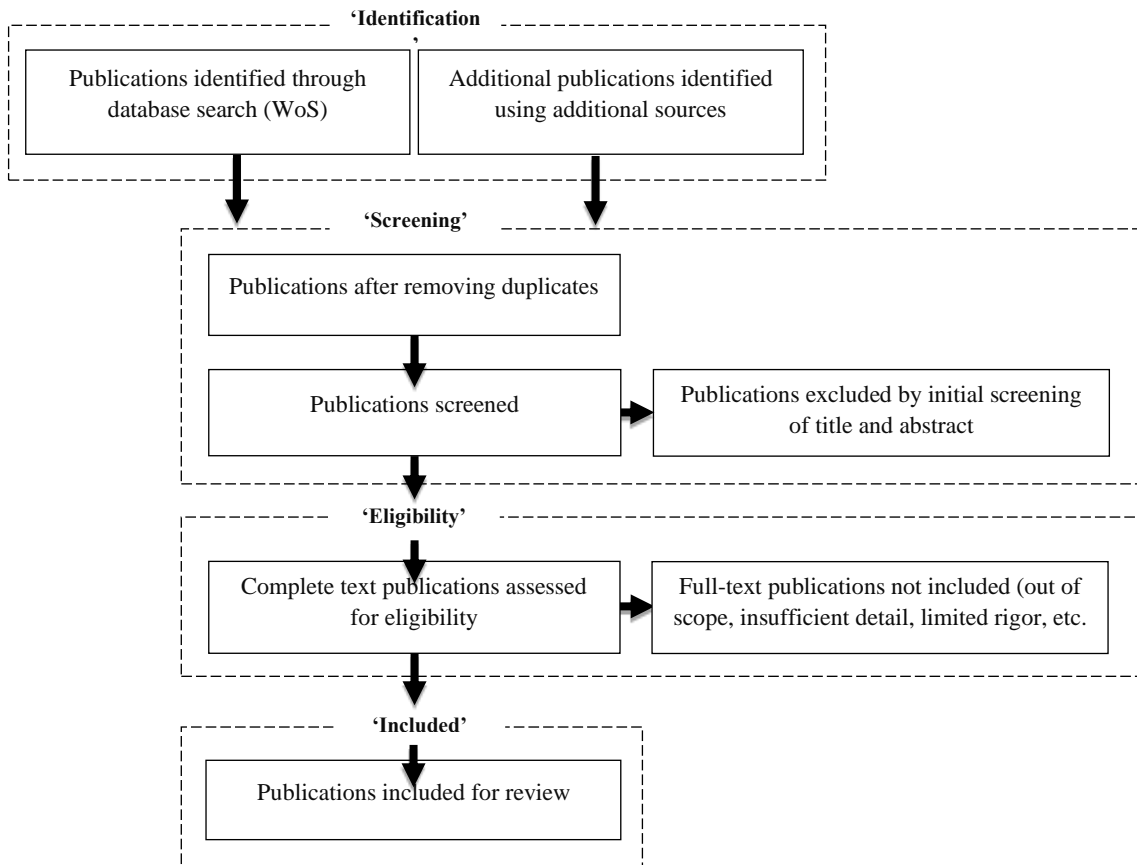 ‘Identification
’
Publications identified through
database search (WoS)
Additional publications identified
using additional sources
‘Screening’
Publications after removing duplicates
Publications screened
Publications excluded by initial screening
of title and abstract
‘Eligibility’
Complete text publications assessed
for eligibility
Full-text publications not included (out of
scope, insufficient detail, limited rigor, etc.
‘Included’
Publications included for review